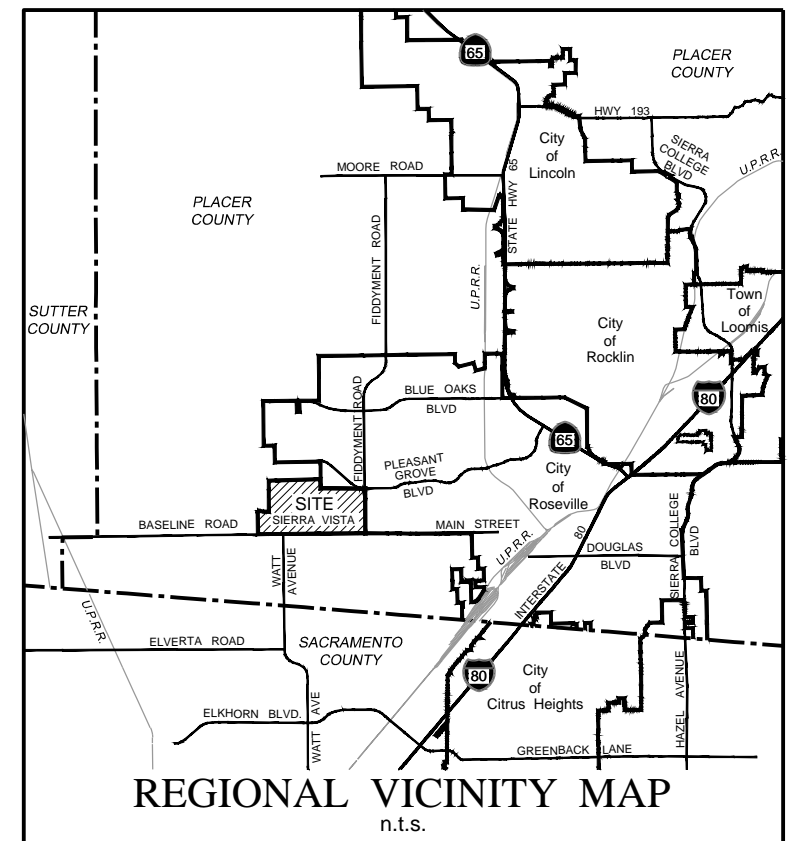 65
PLACER
COUNTY
HWY 193
City
of
Lincoln
SIERRA
COLLEGE
BLVD
U.P.R.R.
MOORE ROAD
STATE HWY 65
PLACER
COUNTY
FIDDYMENT ROAD
U.P.R.R.
SUTTER
COUNTY
Town
of
Loomis
City
of
Rocklin
FIDDYMENT ROAD
BLUE OAKS
BLVD
80
65
PLEASANT
GROVE
BLVD
City
of
Roseville
SITE
SIERRA VISTA
BASELINE ROAD
MAIN STREET
SIERRA COLLEGE
BLVD
WATT
AVENUE
U.P.R.R.
INTERSTATE 80
DOUGLAS
BLVD
U.P.R.R.
ELVERTA ROAD
SACRAMENTO
COUNTY
City
of
Citrus Heights
80
HAZEL AVENUE
ELKHORN BLVD.
WATT AVE
GREENBACK LANE
REGIONAL VICINITY MAP
n.t.s.